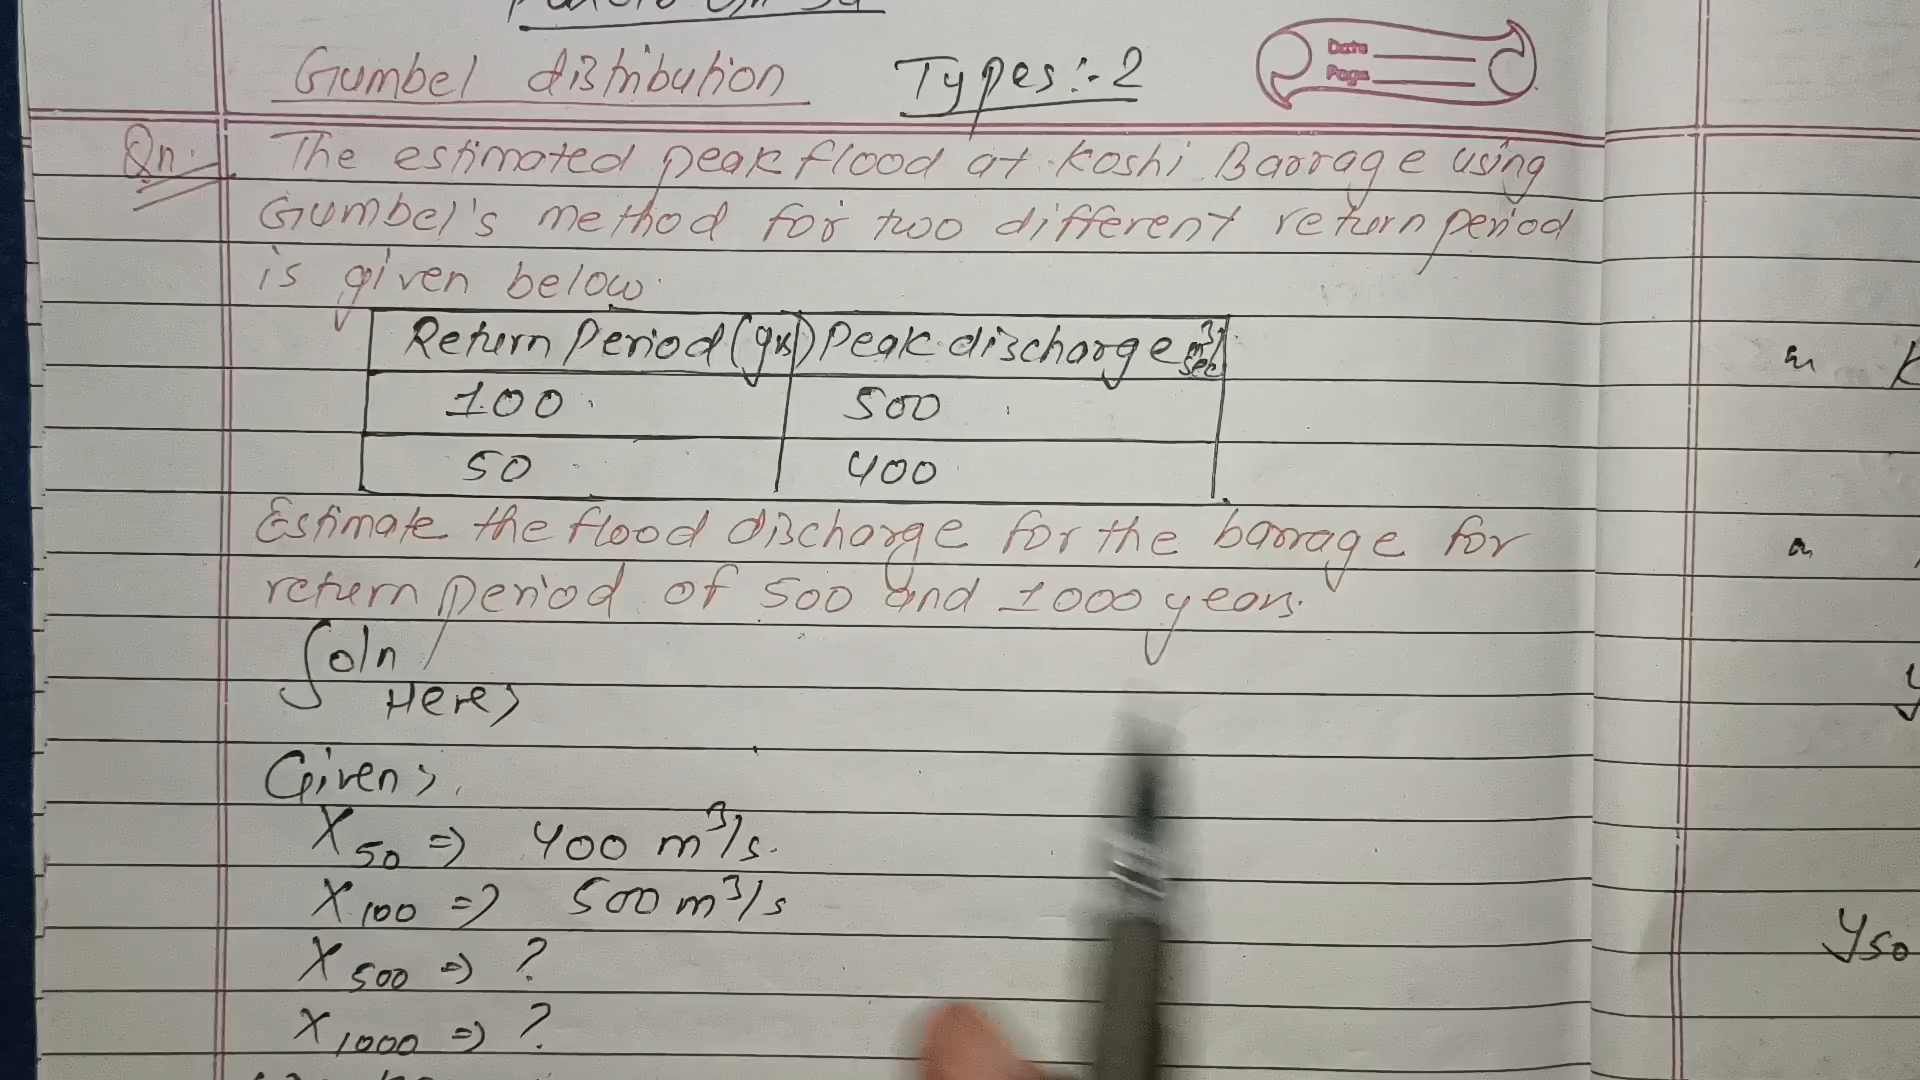 Gumbel distribution Types:-2
Date
Page
Qn. The estimated peak flood at Koshi Barrage using
Gumbel's method for two different return period
is given below.
Return Period (yrs) Peak discharge m³/sec
100 500
50 400
Estimate the flood discharge for the barrage for
return period of 500 and 1000 years.
Soln
Here,
Given,
X50 => 400 m³/s.
X100 => 500 m³/s
X500 => ?
X1000 => ?
y50